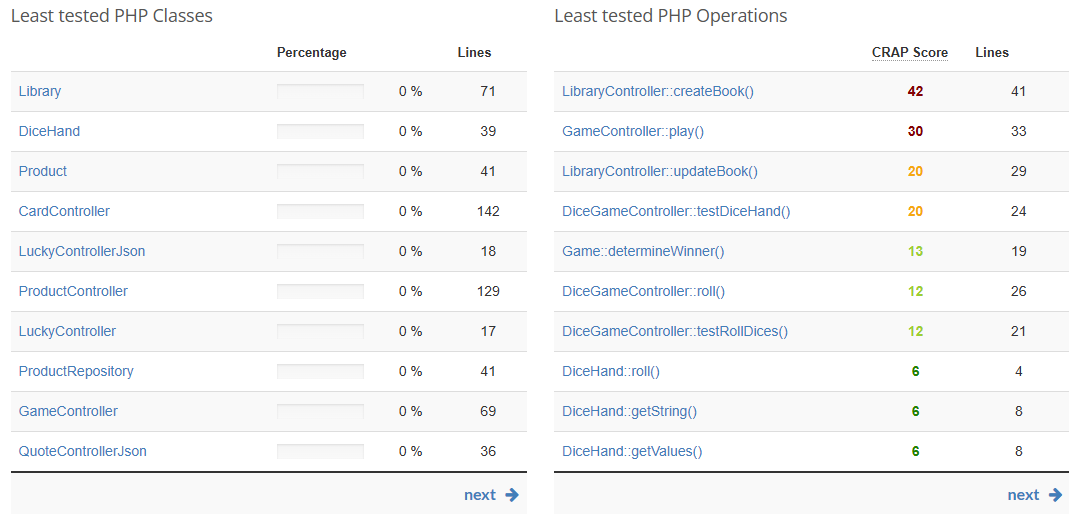 Least tested PHP Classes
Percentage Lines
Library 0 % 71
DiceHand 0 % 39
Product 0 % 41
CardController 0 % 142
LuckyControllerJson 0 % 18
ProductController 0 % 129
LuckyController 0 % 17
ProductRepository 0 % 41
GameController 0 % 69
QuoteControllerJson 0 % 36
next
Least tested PHP Operations
CRAP Score Lines
LibraryController::createBook() 42 41
GameController::play() 30 33
LibraryController::updateBook() 20 29
DiceGameController::testDiceHand() 20 24
Game::determineWinner() 13 19
DiceGameController::roll() 12 26
DiceGameController::testRollDices() 12 21
DiceHand::roll() 6 4
DiceHand::getString() 6 8
DiceHand::getValues() 6 8
next